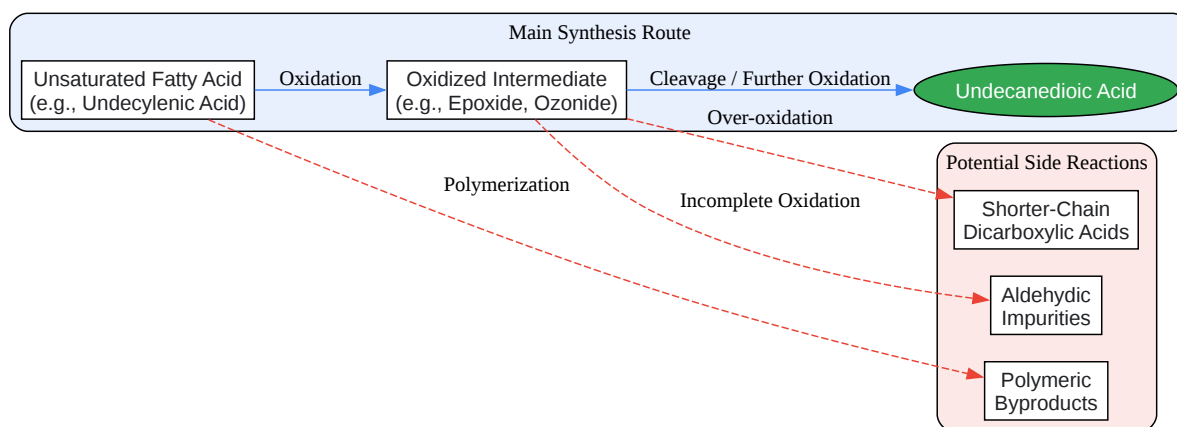 Main Synthesis Route
Unsaturated Fatty Acid
(e.g., Undecylenic Acid)
Oxidation
Oxidized Intermediate
(e.g., Epoxide, Ozonide)
Cleavage / Further Oxidation
Undecanedioic Acid
Over-oxidation
Polymerization
Incomplete Oxidation
Potential Side Reactions
Shorter-Chain
Dicarboxylic Acids
Aldehydic
Impurities
Polymeric
Byproducts